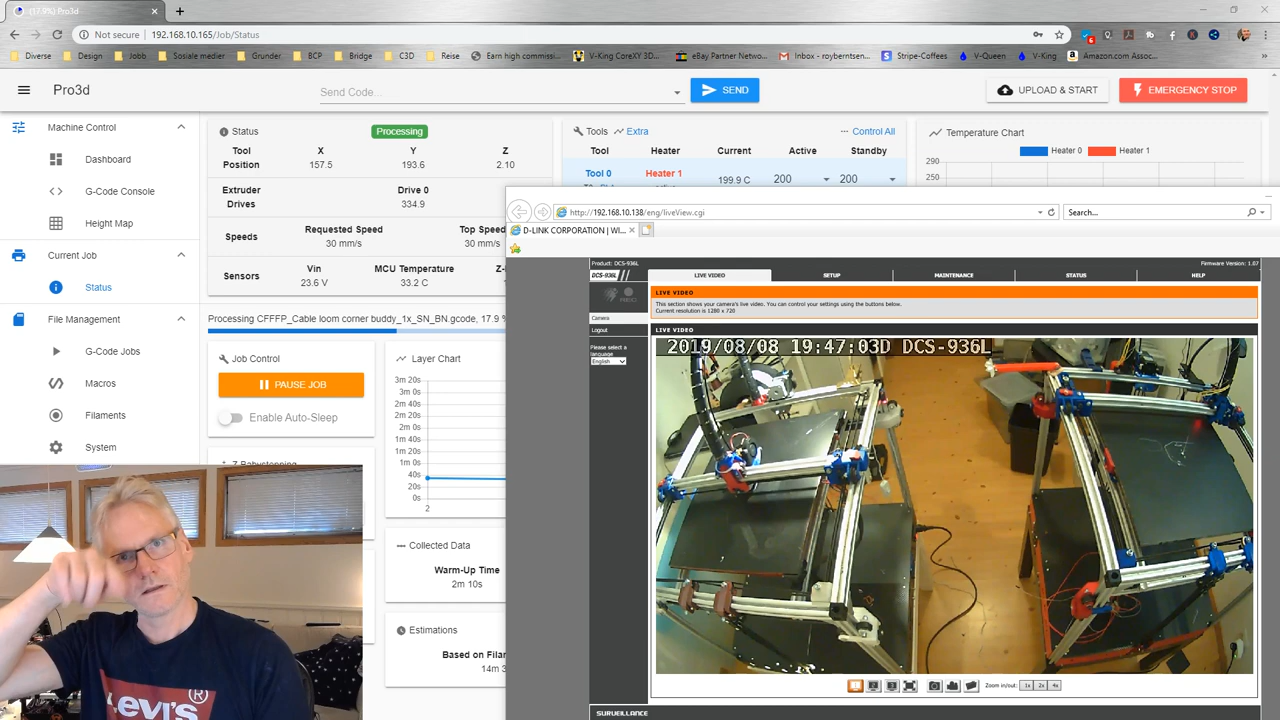 (17.9%) Pro3d
Not secure | 192.168.10.165/Job/Status
Diverse Design Jobb Sosiale medier Grunder BCP Bridge C3D Reise Earn high commissi... V-King CoreXY 3D... eBay Partner Netw... Inbox - royberntsen... Stripe-Coffees V-Queen V-King Amazon.com Assoc...
Pro3d
Send Code...
SEND
UPLOAD & START
EMERGENCY STOP
Machine Control
Dashboard
G-Code Console
Height Map
Current Job
Status
File Management
G-Code Jobs
Macros
Filaments
System
Status Processing
Tool Position X Y Z
157.5 193.6 2.10
Extruder Drives Drive 0
334.9
Speeds Requested Speed Top Speed
30 mm/s 30 mm/s
Sensors Vin MCU Temperature
23.6 V 33.2 C
Tools Extra Control All
Tool Heater Current Active Standby
Tool 0 Heater 1 199.9 C 200 200
Temperature Chart
Heater 0 Heater 1
290
250
Processing CFFFP_Cable loom corner buddy_1x_SN_BN.gcode, 17.9 %
Job Control
PAUSE JOB
Enable Auto-Sleep
Z Babystepping
Layer Chart
3m 20s
3m 0s
2m 40s
2m 20s
2m 0s
1m 40s
1m 20s
1m 0s
40s
20s
0s
2
Collected Data
Warm-Up Time
2m 10s
Estimations
Based on Filar
14m 3
http://192.168.10.138/eng/liveView.cgi
Search...
D-LINK CORPORATION | WI...
Product: DCS-936L
Firmware Version: 1.07
DCS-936L
LIVE VIDEO SETUP MAINTENANCE STATUS HELP
Camera
Logout
Please select a language
English
LIVE VIDEO
This section shows your camera's live video. You can control your settings using the buttons below.
Current resolution is 1280 x 720
LIVE VIDEO
2019/08/08 19:47:03D DCS-936L
Zoom in/out: 1x 2x 4x
SURVEILLANCE
Levi's
®